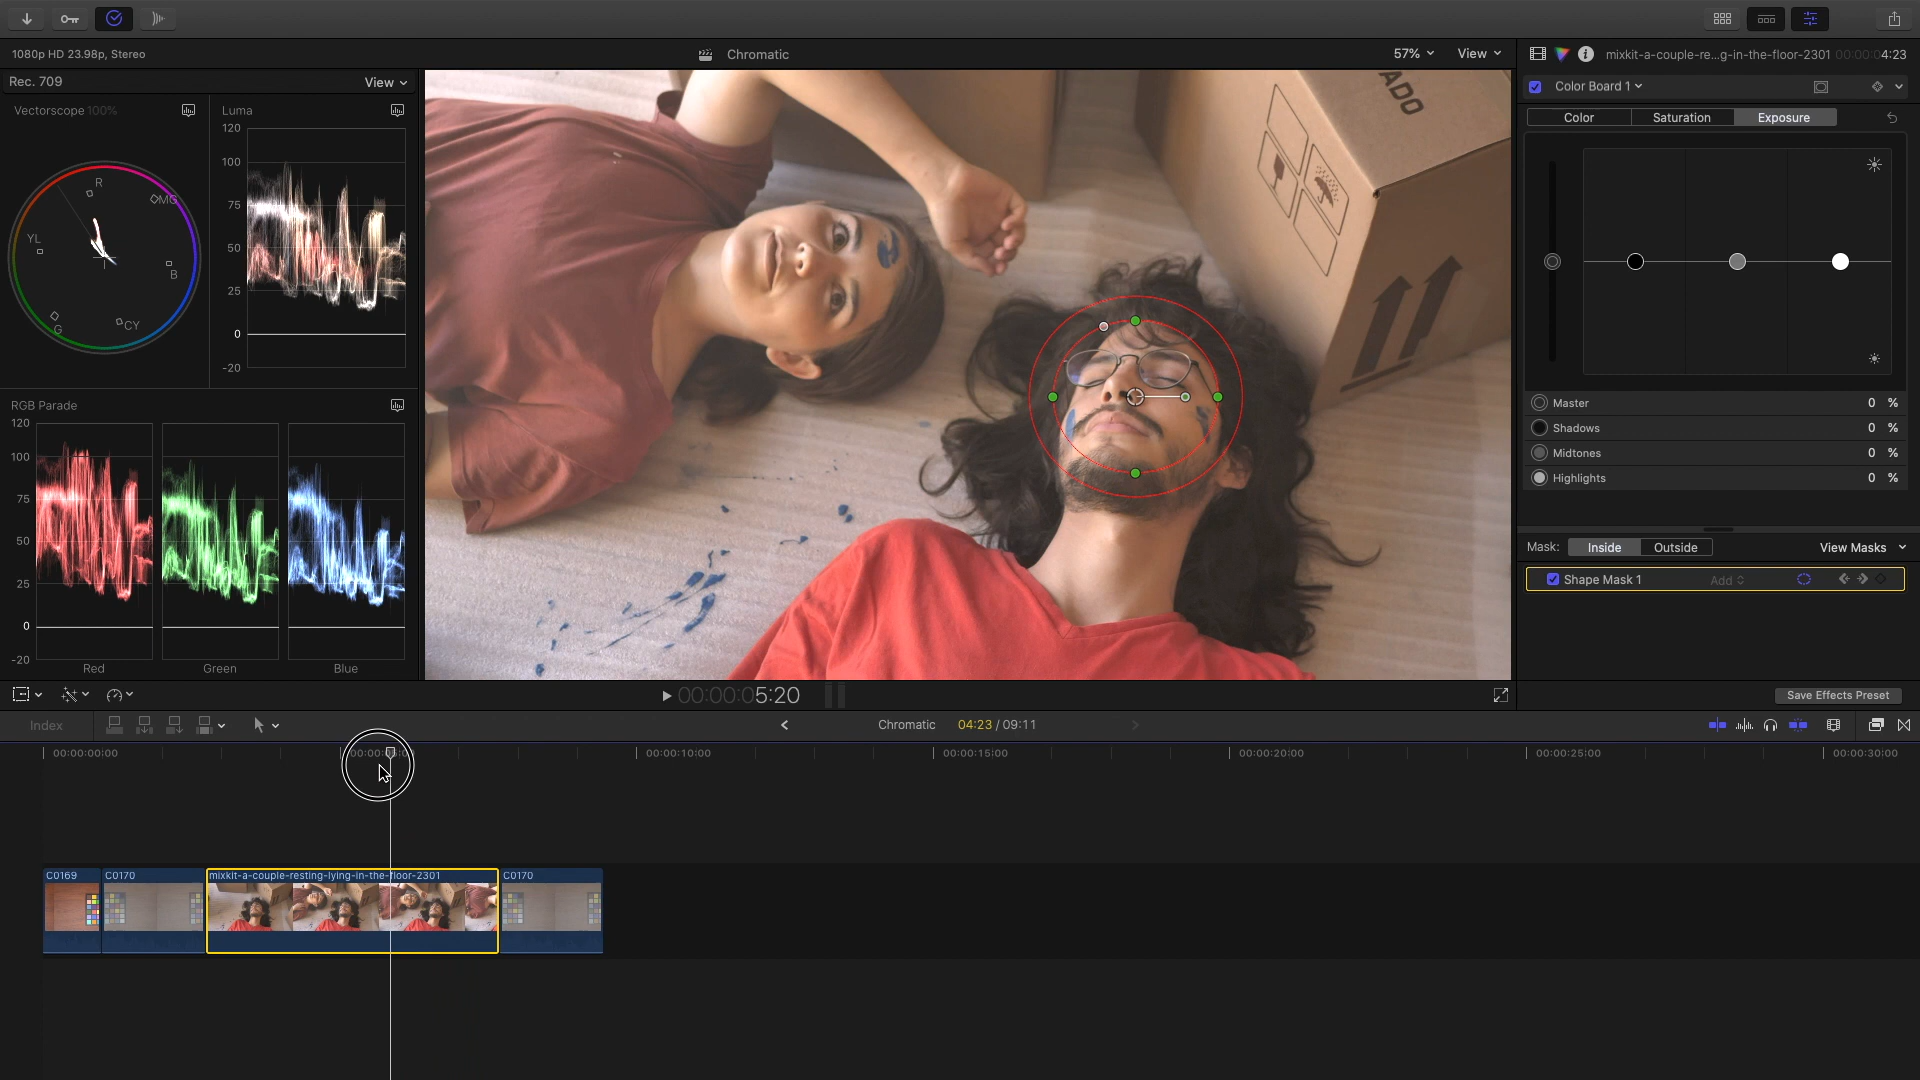 1080p HD 23.98p, Stereo
Chromatic
57%
View
mixkit-a-couple-re...g-in-the-floor-2301
00:00:04:23
Rec. 709
View
Color Board 1
Vectorscope 100%
Luma
Color
Saturation
Exposure
120
100
75
50
25
0
-20
R
MG
YL
B
G
CY
ADO
Master 0 %
Shadows 0 %
Midtones 0 %
Highlights 0 %
RGB Parade
120
100
75
50
25
0
-20
Red
Green
Blue
Mask:
Inside
Outside
View Masks
Shape Mask 1
Add
00:00:05:20
Save Effects Preset
Index
Chromatic
04:23 / 09:11
00:00:00:00
00:00:10:00
00:00:15:00
00:00:20:00
00:00:25:00
00:00:30:00
C0169
C0170
mixkit-a-couple-resting-lying-in-the-floor-2301
C0170